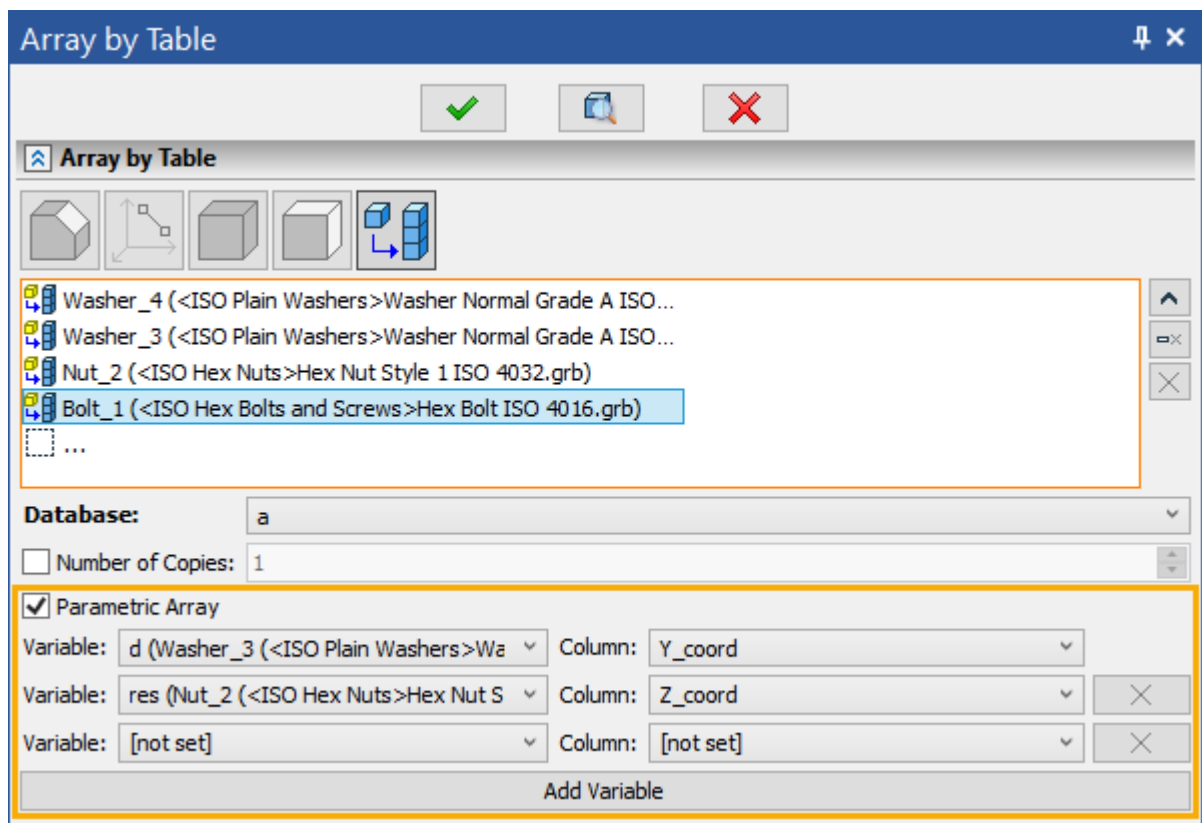 Array by Table
Array by Table
Washer_4 (<ISO Plain Washers>Washer Normal Grade A ISO...
Washer_3 (<ISO Plain Washers>Washer Normal Grade A ISO...
Nut_2 (<ISO Hex Nuts>Hex Nut Style 1 ISO 4032.grb)
Bolt_1 (<ISO Hex Bolts and Screws>Hex Bolt ISO 4016.grb)
...
Database: a
Number of Copies: 1
Parametric Array
Variable: d (Washer_3 (<ISO Plain Washers>Wa Column: Y_coord
Variable: res (Nut_2 (<ISO Hex Nuts>Hex Nut S Column: Z_coord
Variable: [not set] Column: [not set]
Add Variable